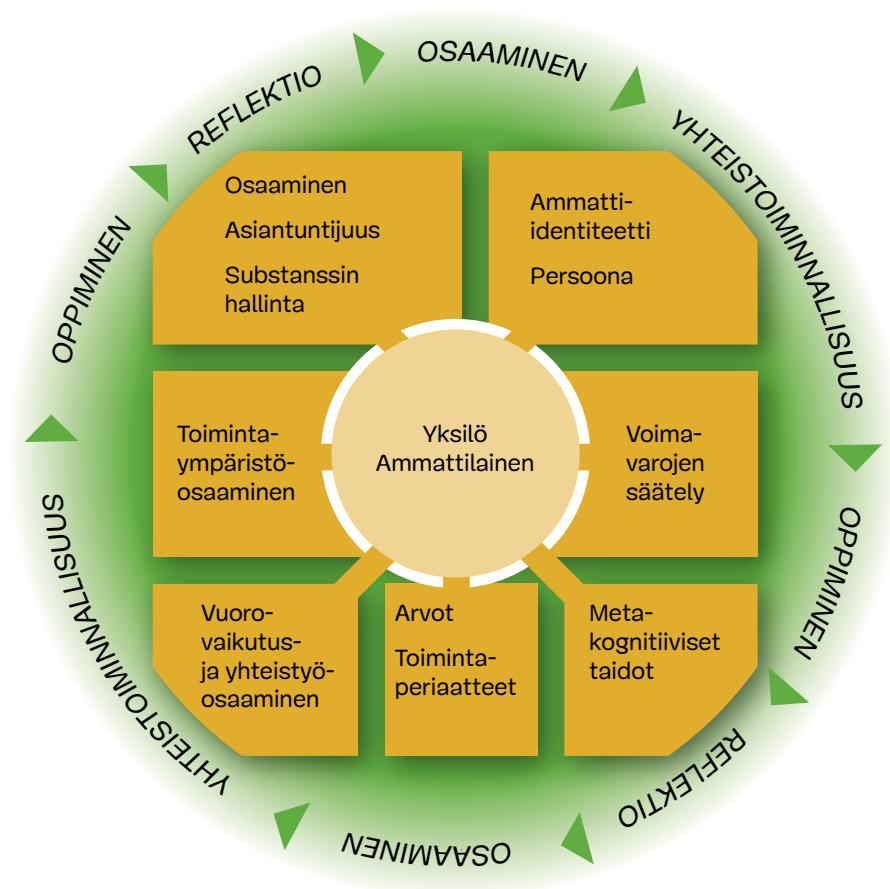 OSAAMINEN
YHTEISTOIMINNALLISUUS
OPPIMINEN
REFLEKTIO
OSAAMINEN
YHTEISTOIMINNALLISUUS
OPPIMINEN
REFLEKTIO
Osaaminen
Asiantuntijuus
Substanssin
hallinta
Ammatti-
identiteetti
Persoona
Toiminta-
ympäristö-
osaaminen
Yksilö
Ammattilainen
Voima-
varojen
säätely
Vuoro-
vaikutus-
ja yhteistyö-
osaaminen
Arvot
Toiminta-
periaatteet
Meta-
kognitiiviset
taidot